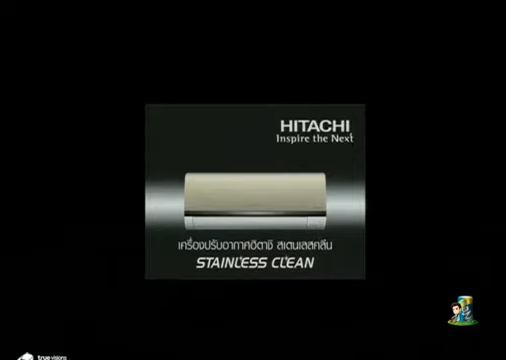 HITACHI
Inspire the Next
เครื่องปรับอากาศฮิตาชิ สเตนเลสคลีน
STAINLESS CLEAN
truevisions